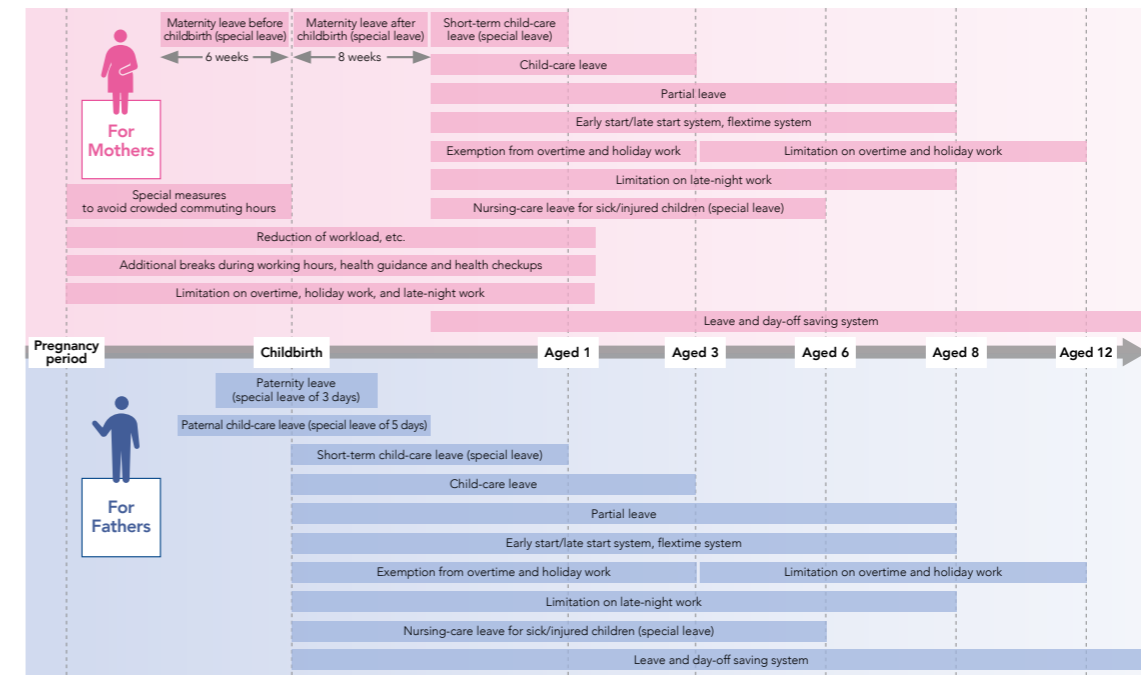 Maternity leave before
childbirth (special leave)
Maternity leave after
childbirth (special leave)
Short-term child-care
leave (special leave)
6 weeks
8 weeks
Child-care leave
Partial leave
Early start/late start system, flextime system
For
Mothers
Exemption from overtime and holiday work
Limitation on overtime and holiday work
Limitation on late-night work
Special measures
to avoid crowded commuting hours
Nursing-care leave for sick/injured children (special leave)
Reduction of workload, etc.
Additional breaks during working hours, health guidance and health checkups
Limitation on overtime, holiday work, and late-night work
Leave and day-off saving system
Pregnancy
period
Childbirth
Aged 1
Aged 3
Aged 6
Aged 8
Aged 12
Paternity leave
(special leave of 3 days)
Paternal child-care leave (special leave of 5 days)
Short-term child-care leave (special leave)
Child-care leave
For
Fathers
Partial leave
Early start/late start system, flextime system
Exemption from overtime and holiday work
Limitation on overtime and holiday work
Limitation on late-night work
Nursing-care leave for sick/injured children (special leave)
Leave and day-off saving system